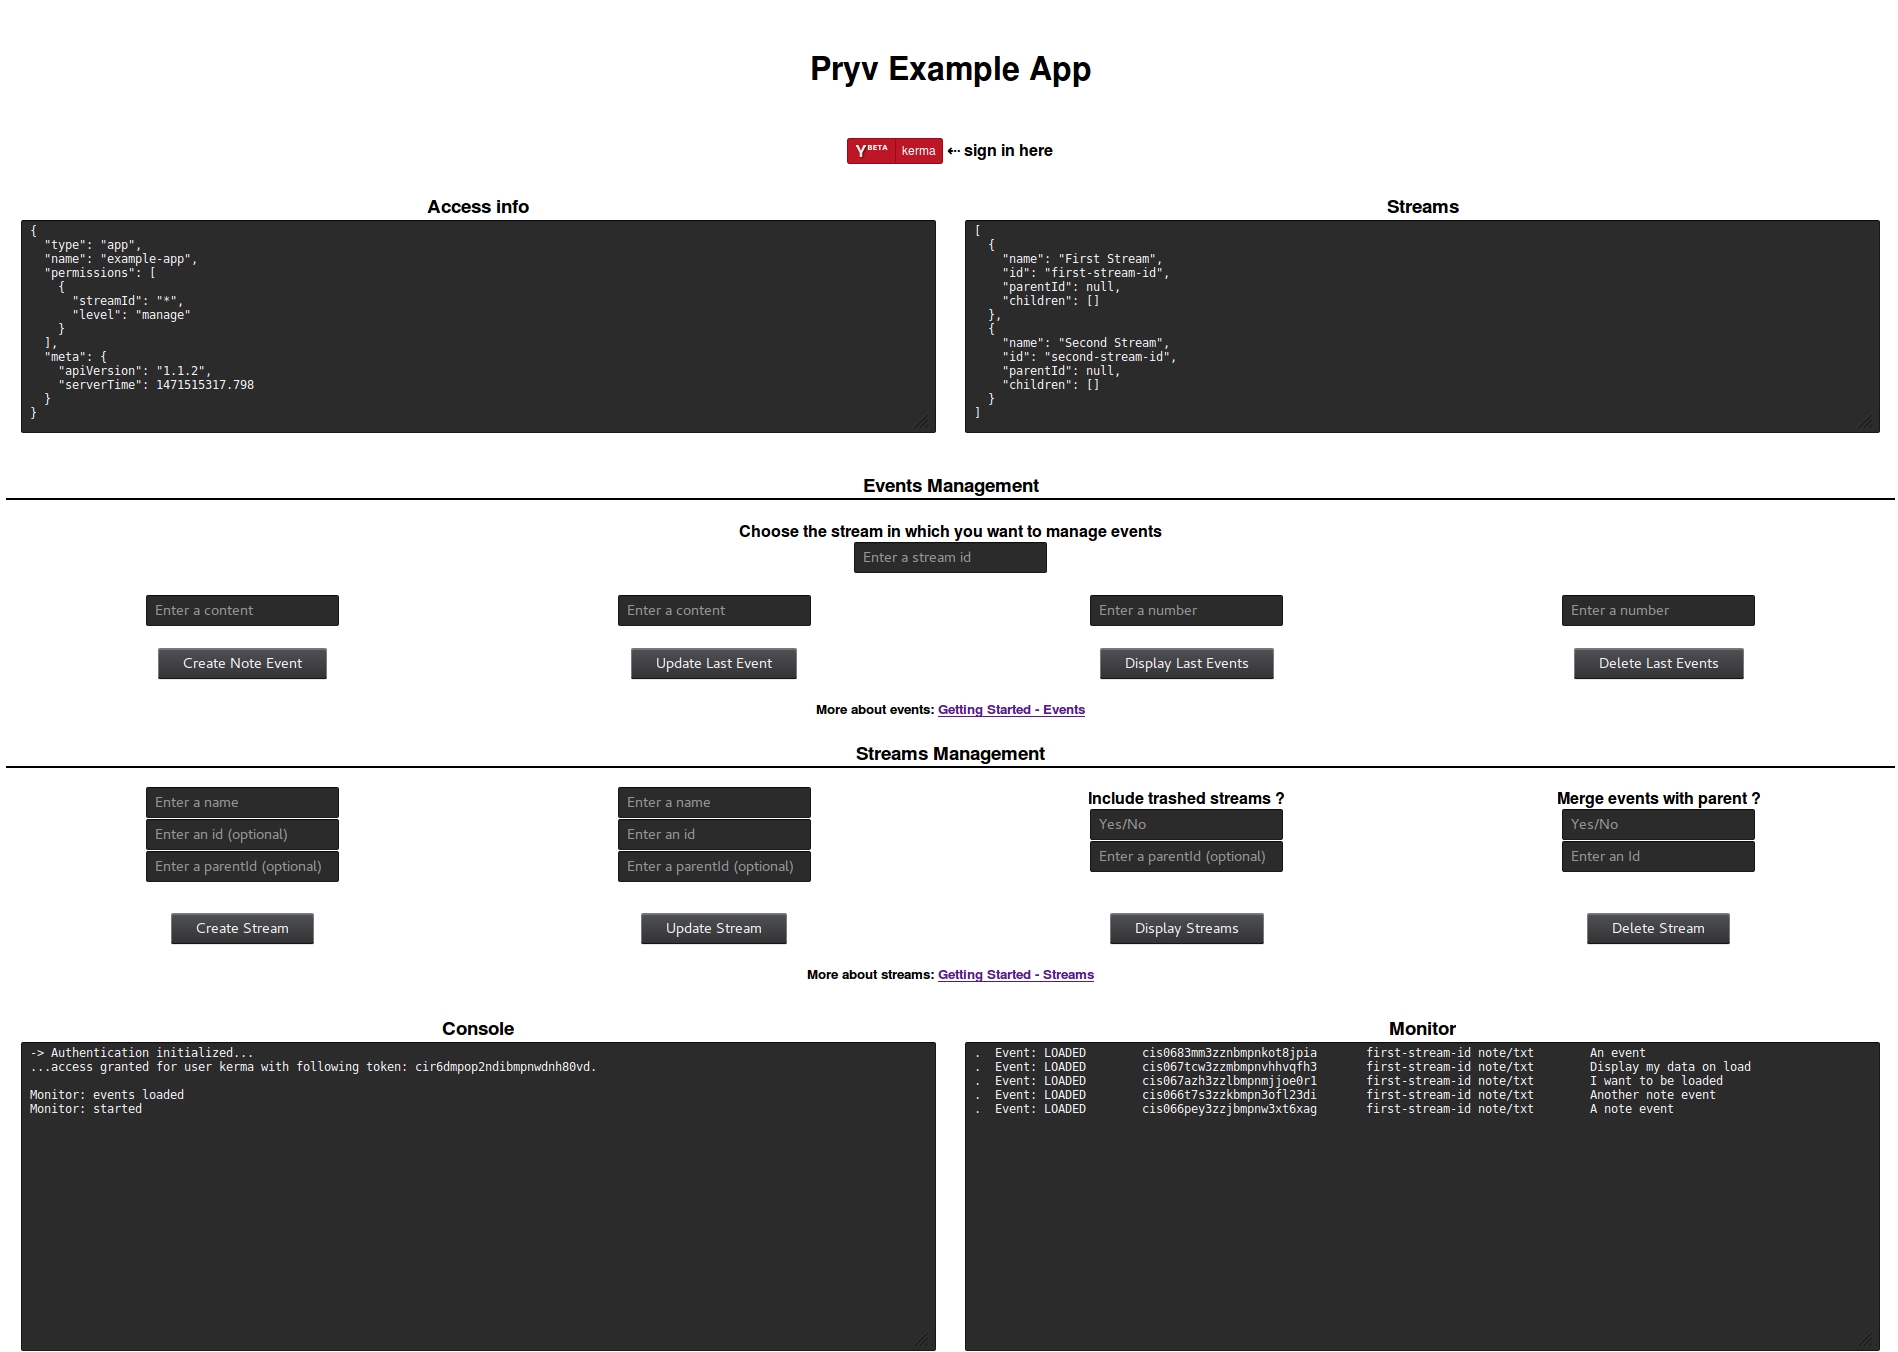 Pryv Example App
Y BETA kerma ⇠ sign in here
Access info
{
  "type": "app",
  "name": "example-app",
  "permissions": [
    {
      "streamId": "*",
      "level": "manage"
    }
  ],
  "meta": {
    "apiVersion": "1.1.2",
    "serverTime": 1471515317.798
  }
}
Streams
[
  {
    "name": "First Stream",
    "id": "first-stream-id",
    "parentId": null,
    "children": []
  },
  {
    "name": "Second Stream",
    "id": "second-stream-id",
    "parentId": null,
    "children": []
  }
]
Events Management
Choose the stream in which you want to manage events
Enter a stream id
Enter a content Enter a content Enter a number Enter a number
Create Note Event Update Last Event Display Last Events Delete Last Events
More about events: Getting Started - Events
Streams Management
Enter a name
Enter an id (optional)
Enter a parentId (optional)
Create Stream
Enter a name
Enter an id
Enter a parentId (optional)
Update Stream
Include trashed streams ?
Yes/No
Enter a parentId (optional)
Display Streams
Merge events with parent ?
Yes/No
Enter an Id
Delete Stream
More about streams: Getting Started - Streams
Console
-> Authentication initialized...
...access granted for user kerma with following token: cir6dmpop2ndibmpnwdnh80vd.
Monitor: events loaded
Monitor: started
Monitor
. Event: LOADED cis0683mm3zznbmpnkot8jpia first-stream-id note/txt An event
. Event: LOADED cis067tcw3zzmbmpnvhhvqfh3 first-stream-id note/txt Display my data on load
. Event: LOADED cis067azh3zzlbmpnmjjoe0r1 first-stream-id note/txt I want to be loaded
. Event: LOADED cis066t7s3zzkbmpn3ofl23di first-stream-id note/txt Another note event
. Event: LOADED cis066pey3zzjbmpnw3xt6xag first-stream-id note/txt A note event